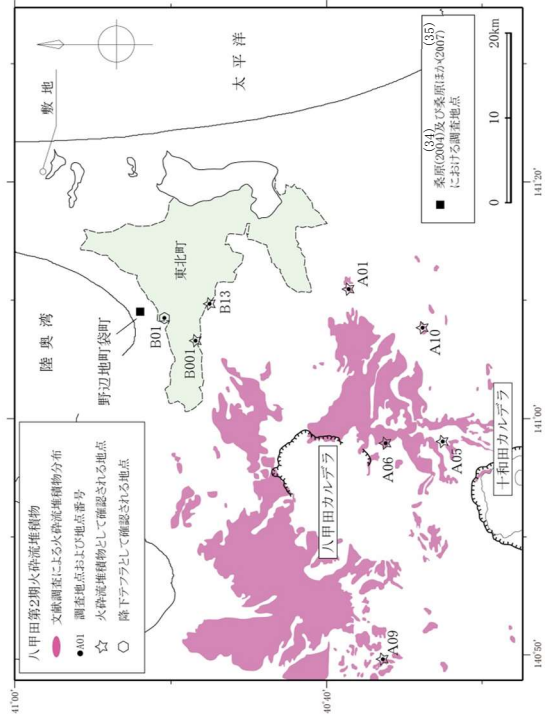 八甲田第2期火砕流堆積物
文献調査による火砕流堆積物分布
A01 調査地点および地点番号
火砕流堆積物として確認される地点
降下テフラとして確認される地点
陸奥湾
野辺地町袋町
敷地
太平洋
東北町
B01
B001
B13
八甲田カルデラ
十和田カルデラ
A01
A10
A06
A05
A09
(34) (35)
桑原(2004)及び桑原ほか(2007)
における調査地点
0 10 20km
41°00′
40°40′
140°50′
141°00′
141°20′